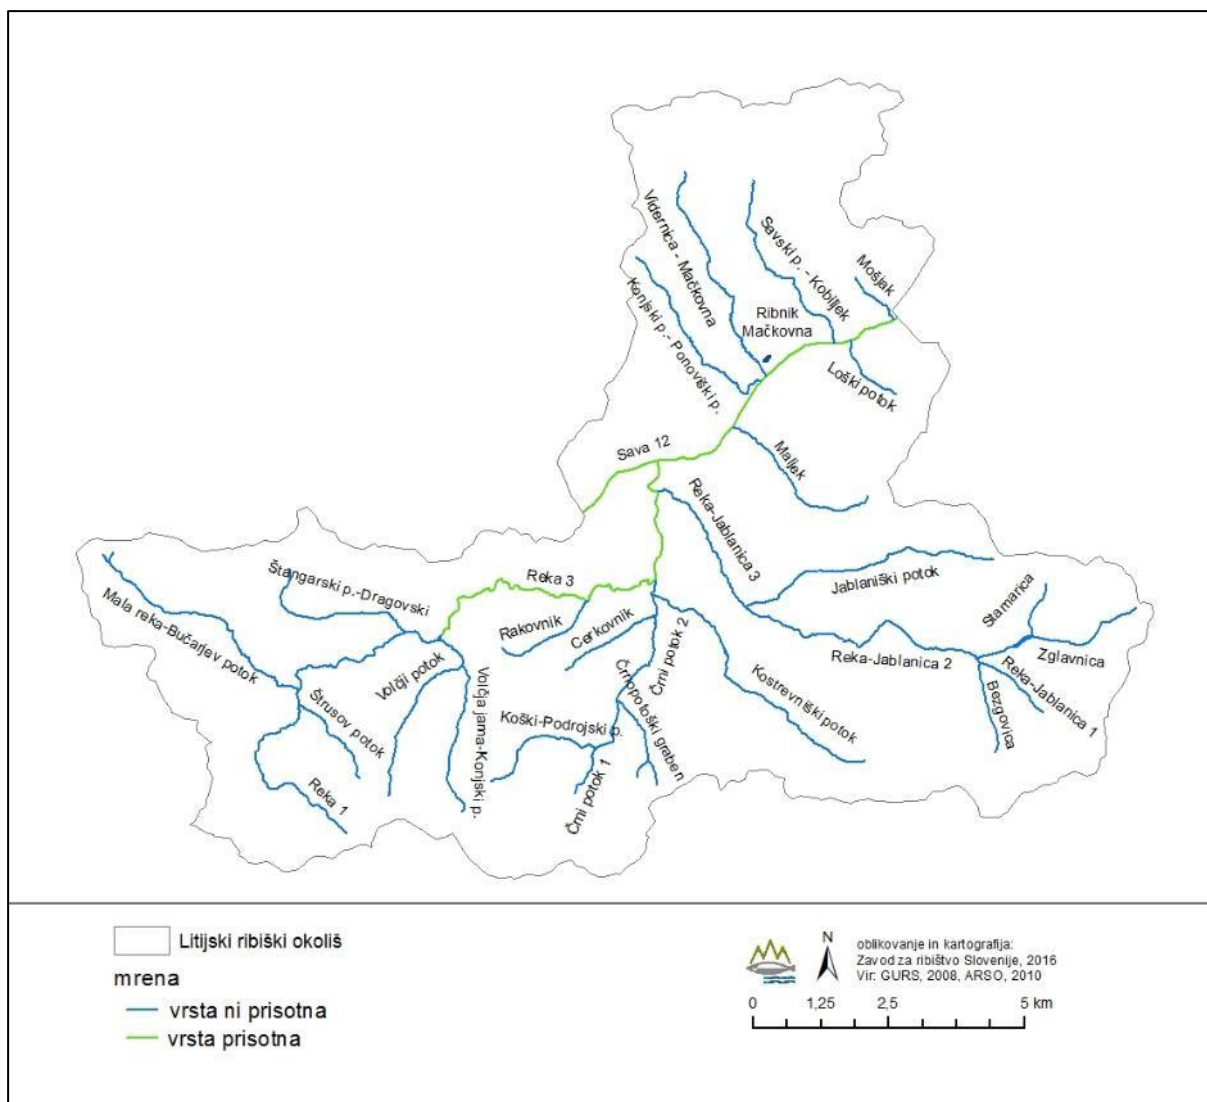 Vidernica - Mačkovna
Savski p. - Kobiljek
Mošjak
Konjski p.- Ponoviški p.
Ribnik
Mačkovna
Loški potok
Sava 12
Maljek
Reka-Jablanica 3
Jablaniški potok
Štangarski p.-Dragovski
Reka 3
Mala reka-Bučarjev potok
Rakovnik
Cerkovnik
Črni potok 2
Stamarica
Zglavnica
Reka-Jablanica 2
Reka-Jablanica 1
Bezgovica
Volčji potok
Štrusov potok
Volčja jama-Konjski p.
Koški-Podrojski p.
Črnopotoški graben
Kostrevniški potok
Reka 1
Črni potok 1
Litijski ribiški okoliš
mrena
vrsta ni prisotna
vrsta prisotna
N
oblikovanje in kartografija:
Zavod za ribištvo Slovenije, 2016
Vir: GURS, 2008, ARSO, 2010
0 1,25 2,5 5 km